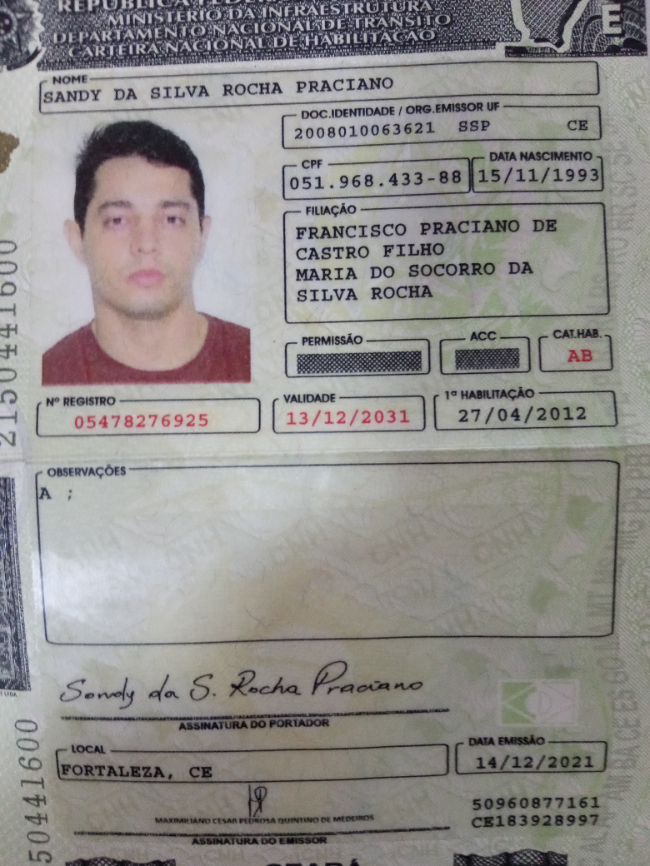 REPÚBLICA FEDER
MINISTÉRIO DA INFRAESTRUTURA
DEPARTAMENTO NACIONAL DE TRÂNSITO
CARTEIRA NACIONAL DE HABILITAÇÃO
E
NOME
SANDY DA SILVA ROCHA PRACIANO
DOC. IDENTIDADE / ORG. EMISSOR UF
2008010063621 SSP CE
CPF
051.968.433-88
DATA NASCIMENTO
15/11/1993
FILIAÇÃO
FRANCISCO PRACIANO DE
CASTRO FILHO
MARIA DO SOCORRO DA
SILVA ROCHA
PERMISSÃO
ACC
CAT.HAB.
AB
Nº REGISTRO
05478276925
VALIDADE
13/12/2031
1ª HABILITAÇÃO
27/04/2012
2150441600
OBSERVAÇÕES
A ;
Sandy da S. Rocha Praciano
ASSINATURA DO PORTADOR
LOCAL
FORTALEZA, CE
DATA EMISSÃO
14/12/2021
MAXIMILIANO CESAR PEDROSA QUINTINO DE MEDEIROS
ASSINATURA DO EMISSOR
50960877161
CE183928997
50441600
CEARÁ